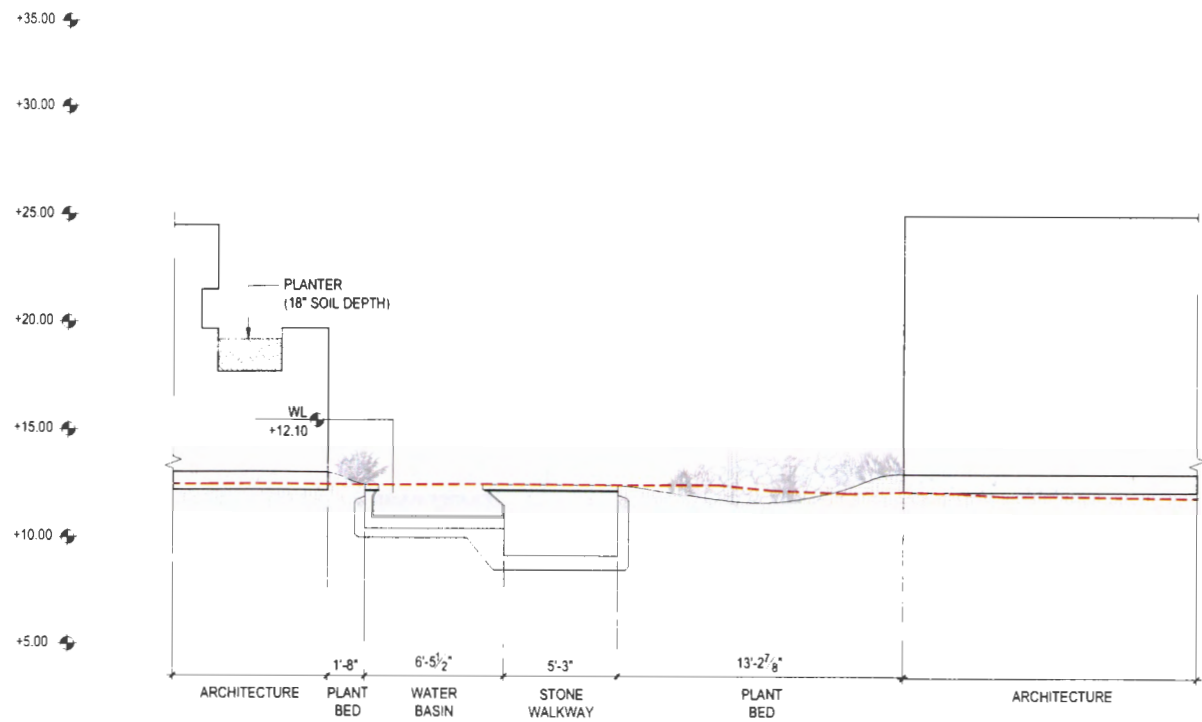 +35.00
+30.00
+25.00
PLANTER
(18" SOIL DEPTH)
+20.00
WL
+12.10
+15.00
+10.00
+5.00
1'-8"
6'-5½"
5'-3"
13'-2⅞"
ARCHITECTURE
PLANT
BED
WATER
BASIN
STONE
WALKWAY
PLANT
BED
ARCHITECTURE